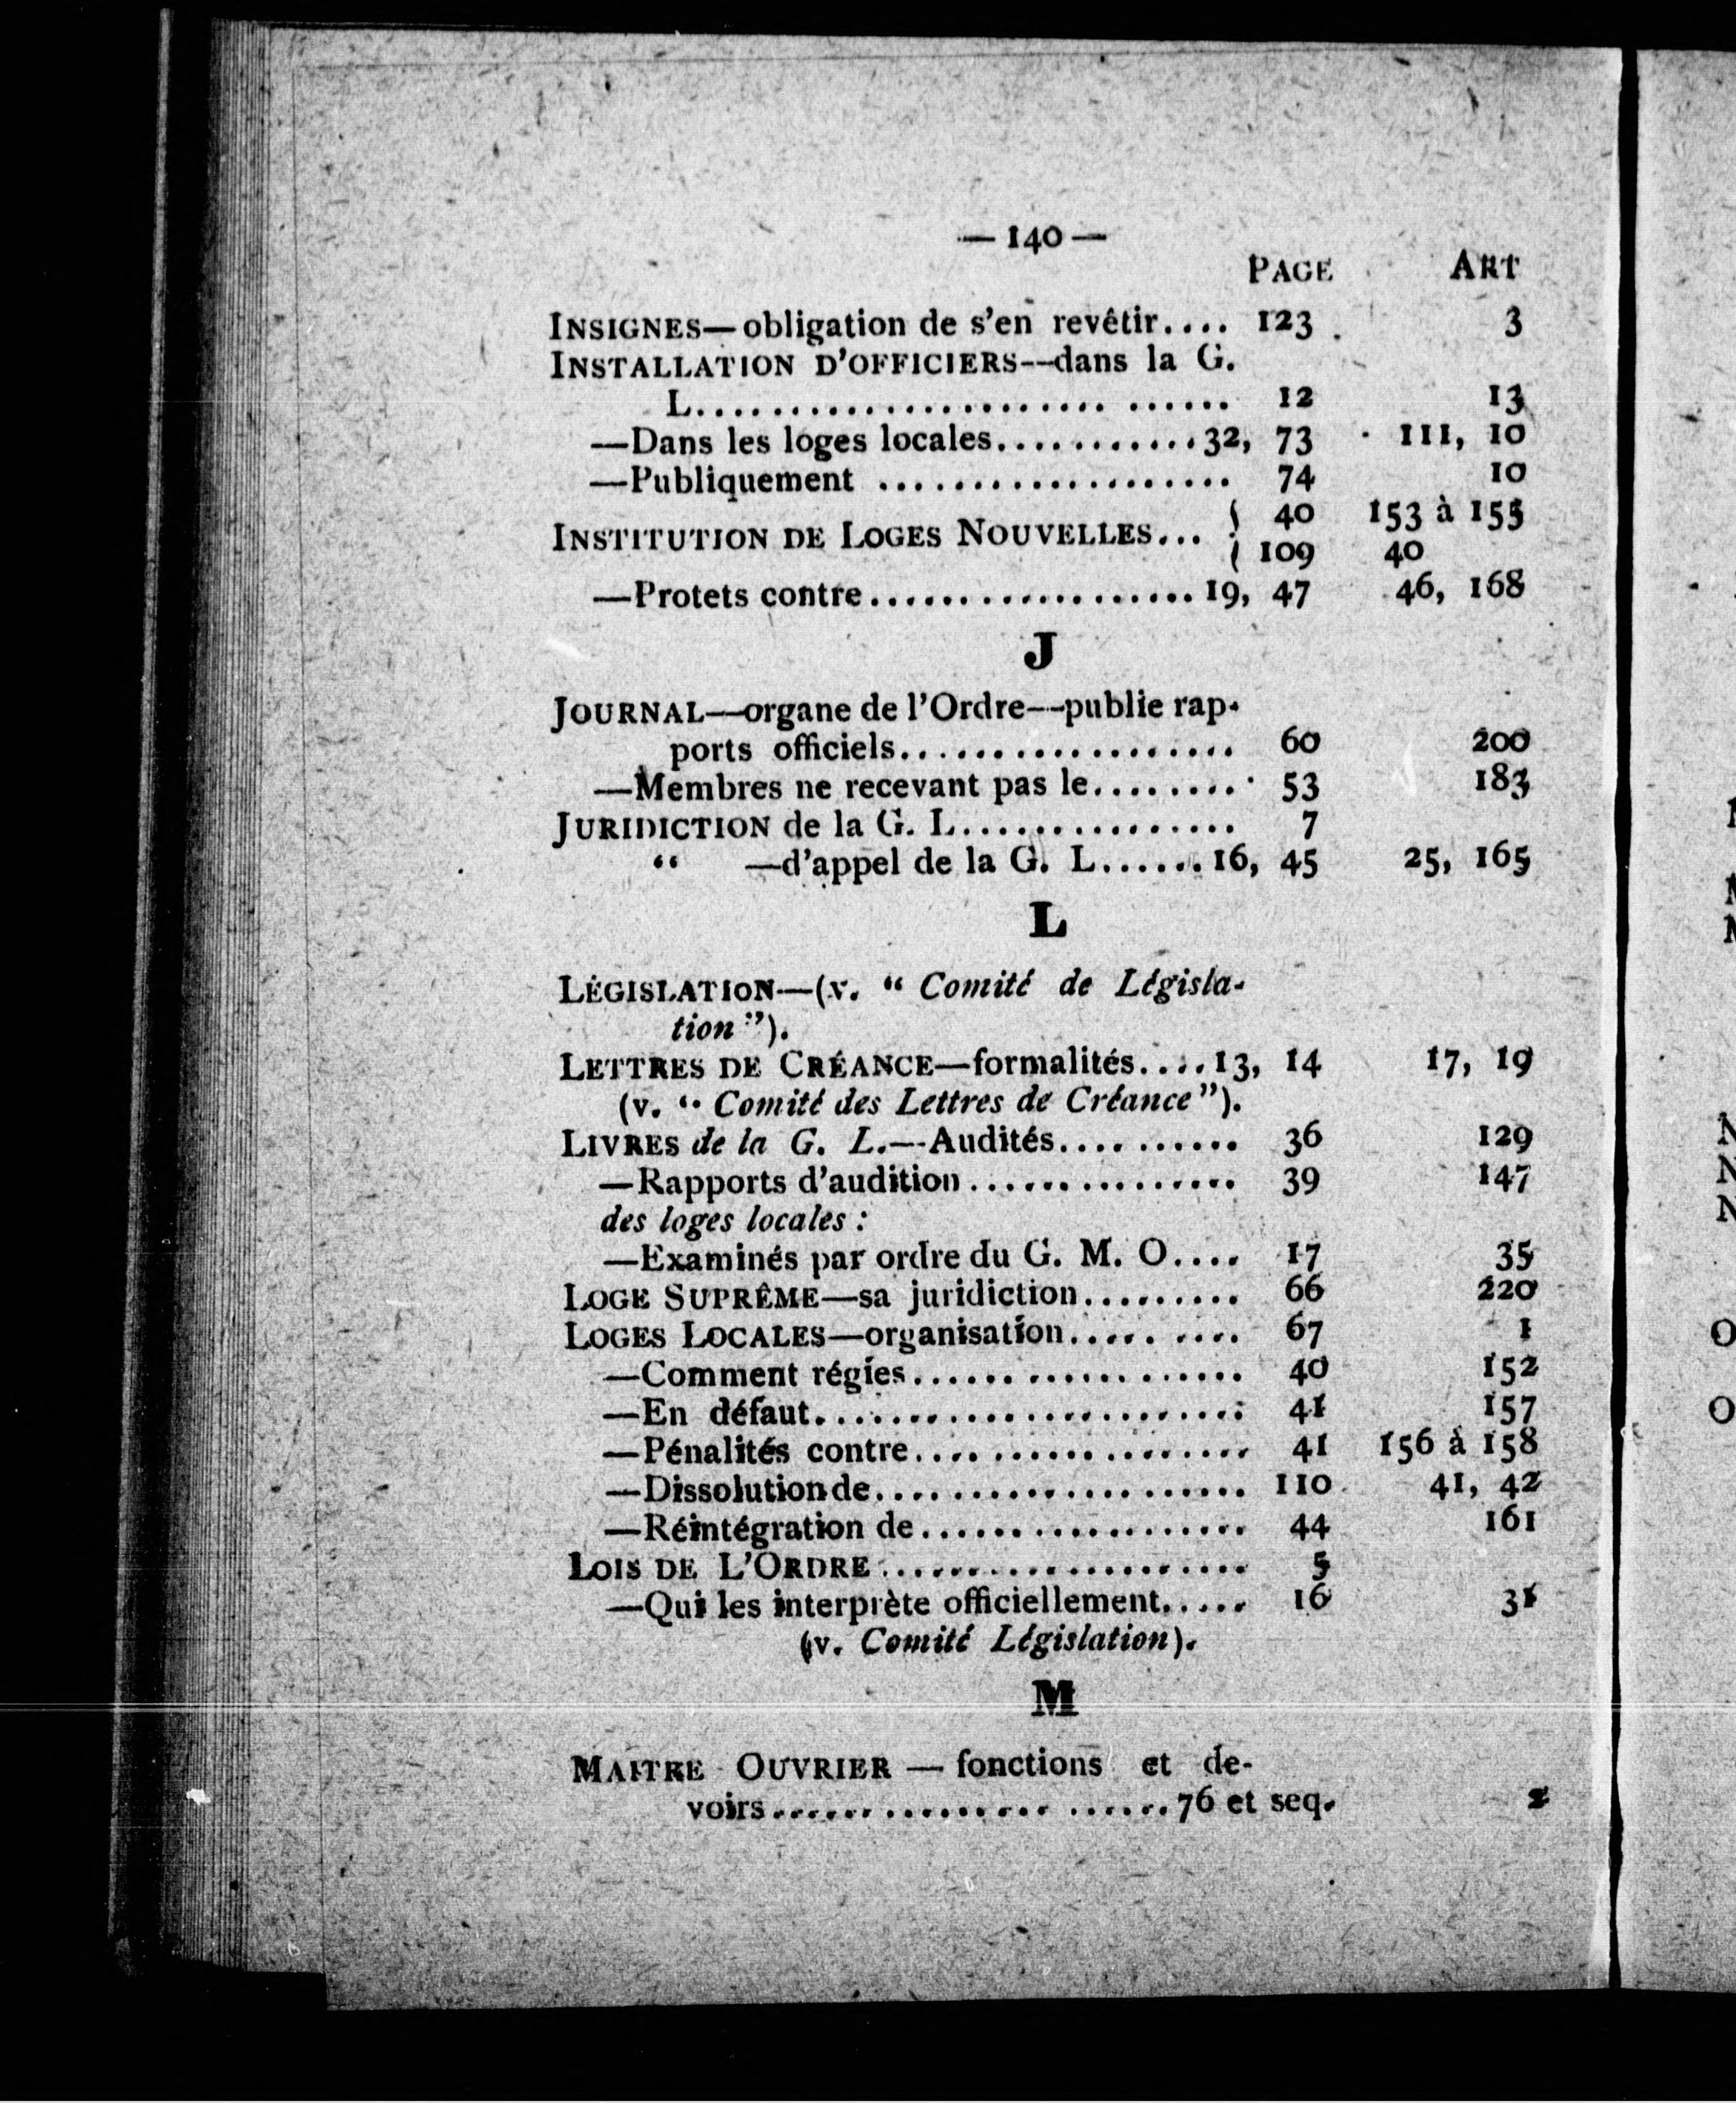 — 140 —
PAGE ART
INSIGNES—obligation de s'en revêtir.... 123 3
INSTALLATION D'OFFICIERS—dans la G.
L............................ 12 13
—Dans les loges locales...........32, 73 111, 10
—Publiquement ................... 74 10
INSTITUTION DE LOGES NOUVELLES... { 40 153 à 155
{ 109 40
—Protets contre..................19, 47 46, 168
J
JOURNAL—organe de l'Ordre—publie rap-
ports officiels.................. 60 200
—Membres ne recevant pas le........ 53 183
JURIDICTION de la G. L............... 7
“ —d'appel de la G. L......16, 45 25, 165
L
LÉGISLATION—(v. “ Comité de Législa-
tion ”).
LETTRES DE CRÉANCE—formalités....13, 14 17, 19
(v. “ Comité des Lettres de Créance”).
LIVRES de la G. L.—Audités.......... 36 129
—Rapports d'audition............... 39 147
des loges locales :
—Examinés par ordre du G. M. O.... 17 35
LOGE SUPRÊME—sa juridiction......... 66 220
LOGES LOCALES—organisation..... .... 67 1
—Comment régies.................. 40 152
—En défaut....................... 41 157
—Pénalités contre.................. 41 156 à 158
—Dissolution de.................... 110 41, 42
—Réintégration de.................. 44 161
LOIS DE L'ORDRE.................... 5
—Qui les interprète officiellement..... 16 31
(v. Comité Législation).
M
MAITRE OUVRIER — fonctions et de-
voirs..................... 76 et seq. 2